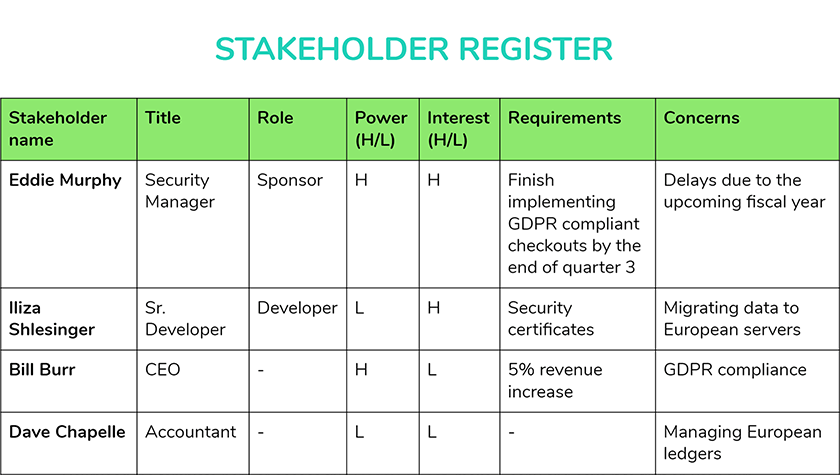 STAKEHOLDER REGISTER
Stakeholder name | Title | Role | Power (H/L) | Interest (H/L) | Requirements | Concerns
Eddie Murphy | Security Manager | Sponsor | H | H | Finish implementing GDPR compliant checkouts by the end of quarter 3 | Delays due to the upcoming fiscal year
Iliza Shlesinger | Sr. Developer | Developer | L | H | Security certificates | Migrating data to European servers
Bill Burr | CEO | - | H | L | 5% revenue increase | GDPR compliance
Dave Chapelle | Accountant | - | L | L | - | Managing European ledgers